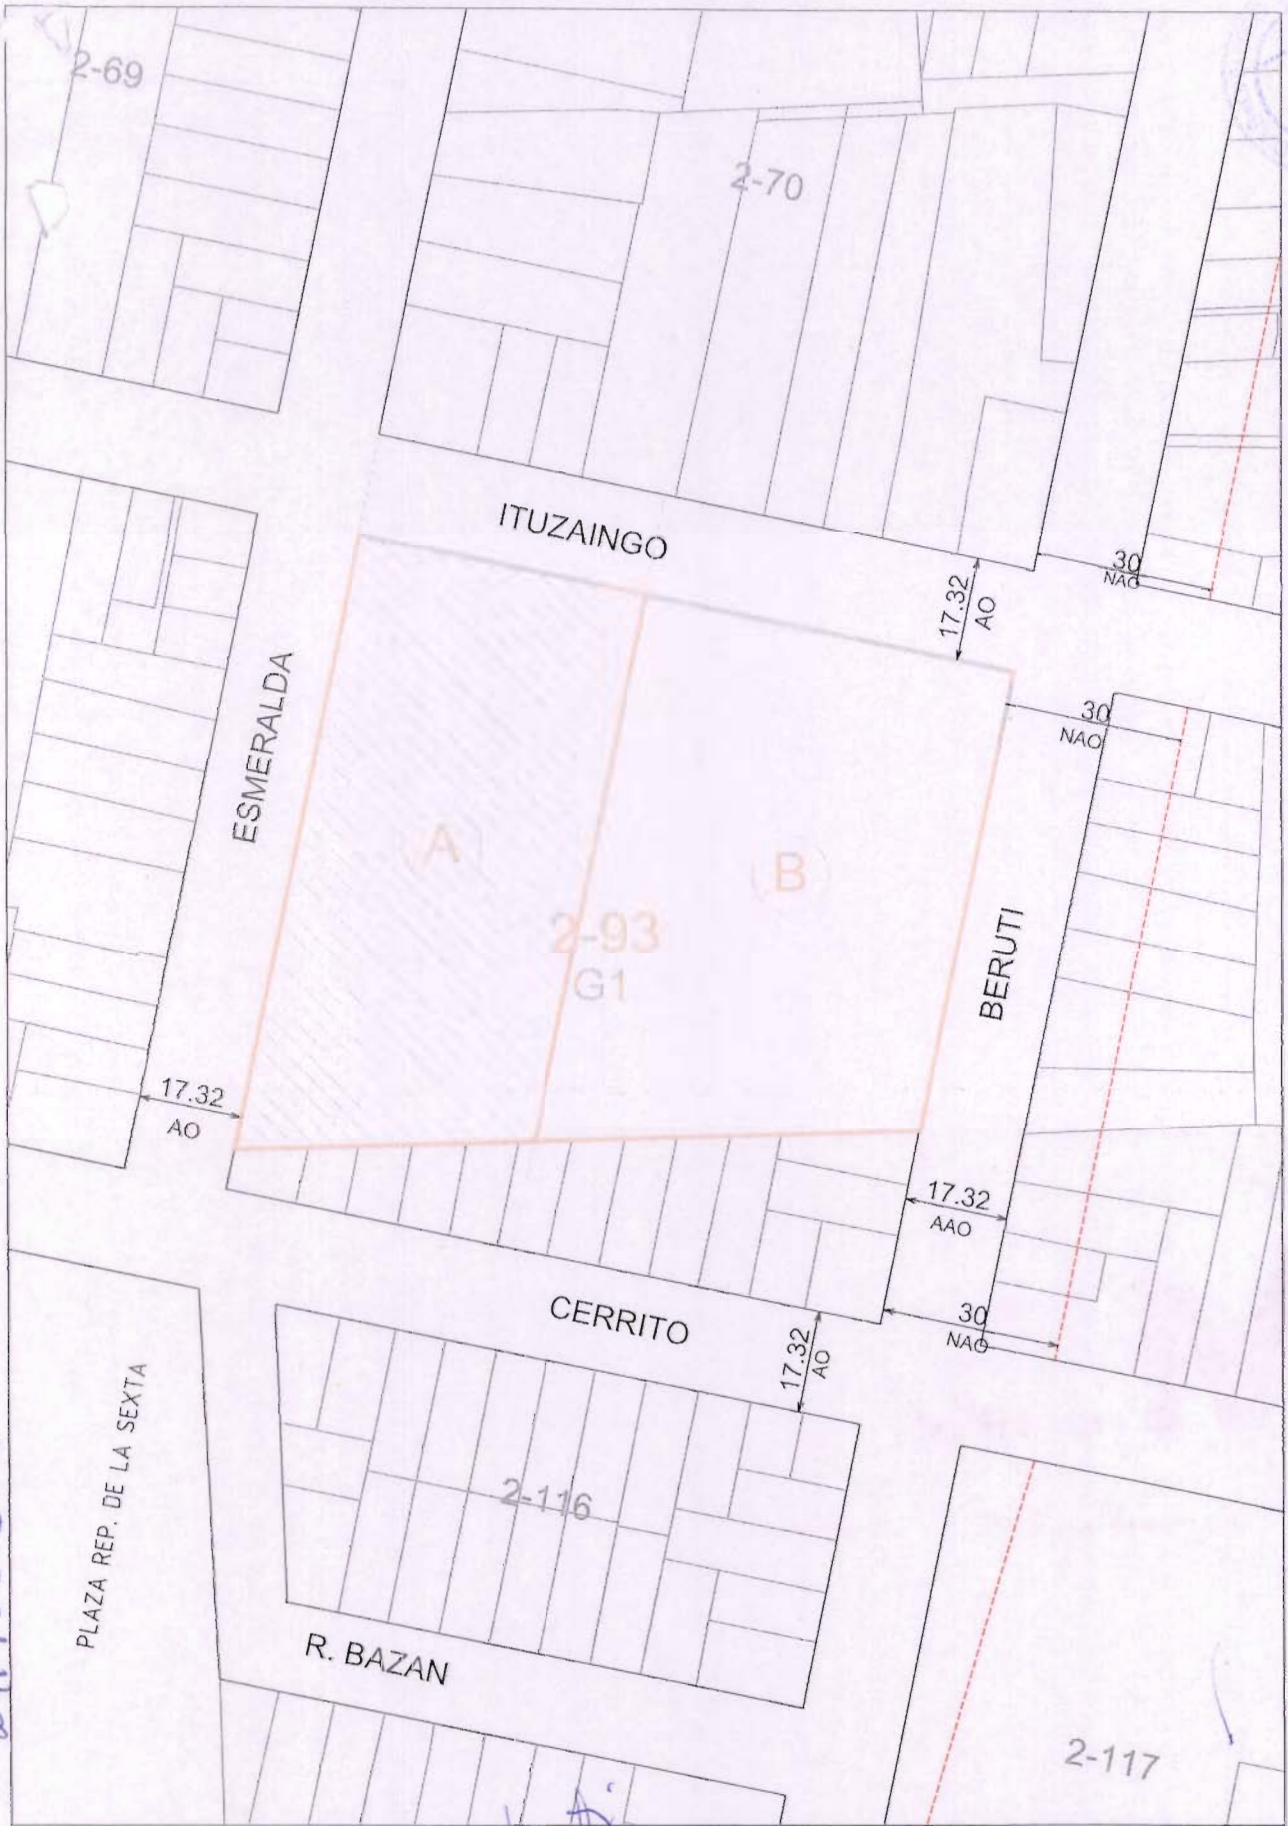 2-69
2-70
ITUZAINGO
30
NAO
17.32
AO
ESMERALDA
30
NAO
A
B
2-93
G1
BERUTI
17.32
AO
17.32
AAO
CERRITO
30
NAO
17.32
AO
PLAZA REP. DE LA SEXTA
2-116
R. BAZAN
2-117